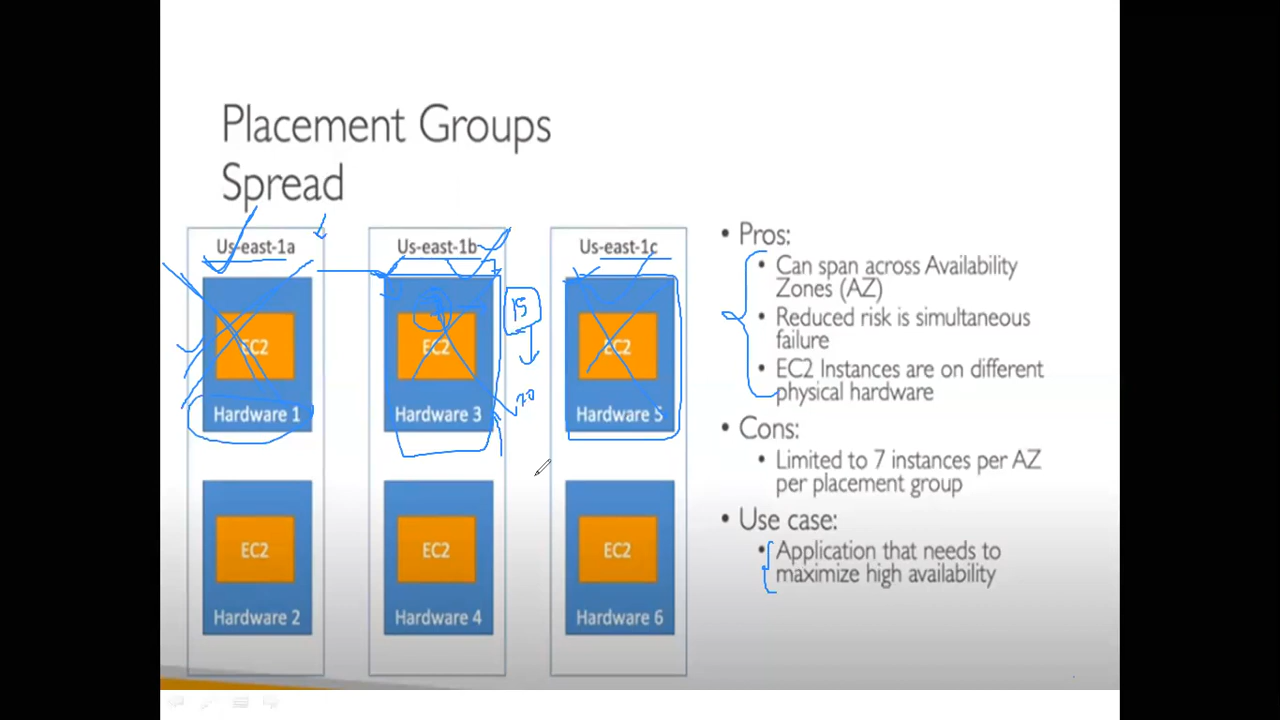 Placement Groups
Spread
Us-east-1a
Us-east-1b
Us-east-1c
EC2
EC2
EC2
Hardware 1
Hardware 3
Hardware 5
15
20
EC2
EC2
EC2
Hardware 2
Hardware 4
Hardware 6
• Pros:
• Can span across Availability
Zones (AZ)
• Reduced risk is simultaneous
failure
• EC2 Instances are on different
physical hardware
• Cons:
• Limited to 7 instances per AZ
per placement group
• Use case:
• Application that needs to
maximize high availability